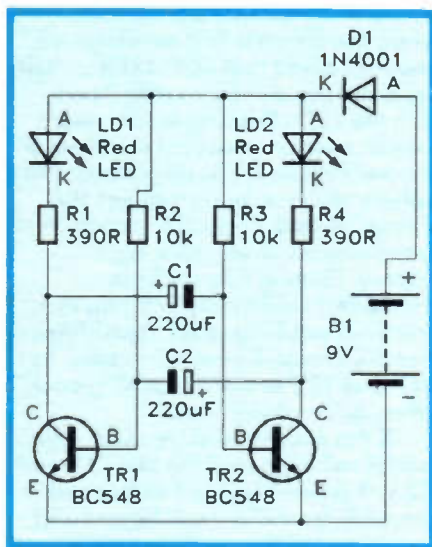 D1
1N4001
K A
A
LD1
Red
LED
K
A
LD2
Red
LED
K
R1
390R
R2
10k
R3
10k
R4
390R
C1
+
220uF
C2
+
220uF
B1
9V
+
-
C
B
E
TR1
BC548
C
B
E
TR2
BC548